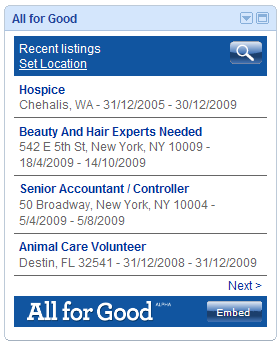 All for Good
Recent listings
Set Location
Hospice
Chehalis, WA - 31/12/2005 - 30/12/2009
Beauty And Hair Experts Needed
542 E 5th St, New York, NY 10009 -
18/4/2009 - 14/10/2009
Senior Accountant / Controller
50 Broadway, New York, NY 10004 -
5/4/2009 - 5/8/2009
Animal Care Volunteer
Destin, FL 32541 - 31/12/2008 - 31/12/2009
Next >
All for Good ALPHA
Embed